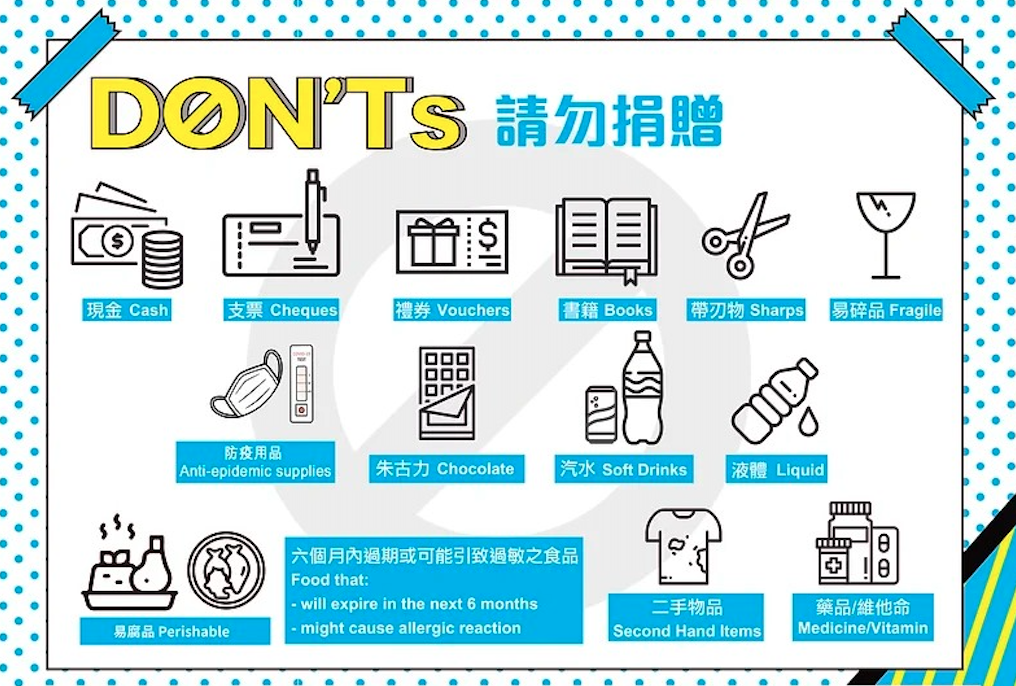 DON'Ts 請勿捐贈
現金 Cash
支票 Cheques
禮券 Vouchers
書籍 Books
帶刃物 Sharps
易碎品 Fragile
防疫用品
Anti-epidemic supplies
朱古力 Chocolate
汽水 Soft Drinks
液體 Liquid
易腐品 Perishable
六個月內過期或可能引致過敏之食品
Food that:
- will expire in the next 6 months
- might cause allergic reaction
二手物品
Second Hand Items
藥品/維他命
Medicine/Vitamin